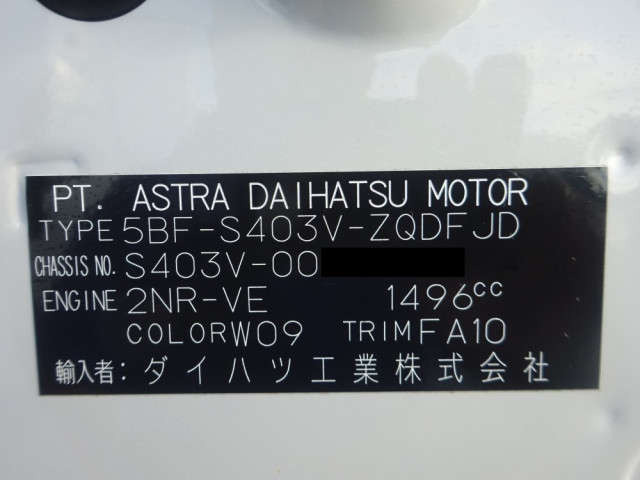 PT. ASTRA DAIHATSU MOTOR
TYPE 5BF-S403V-ZQDFJD
CHASSIS NO. S403V-00
ENGINE 2NR-VE 1496cc
COLOR W09 TRIM FA10
輸入者: ダイハツ工業株式会社